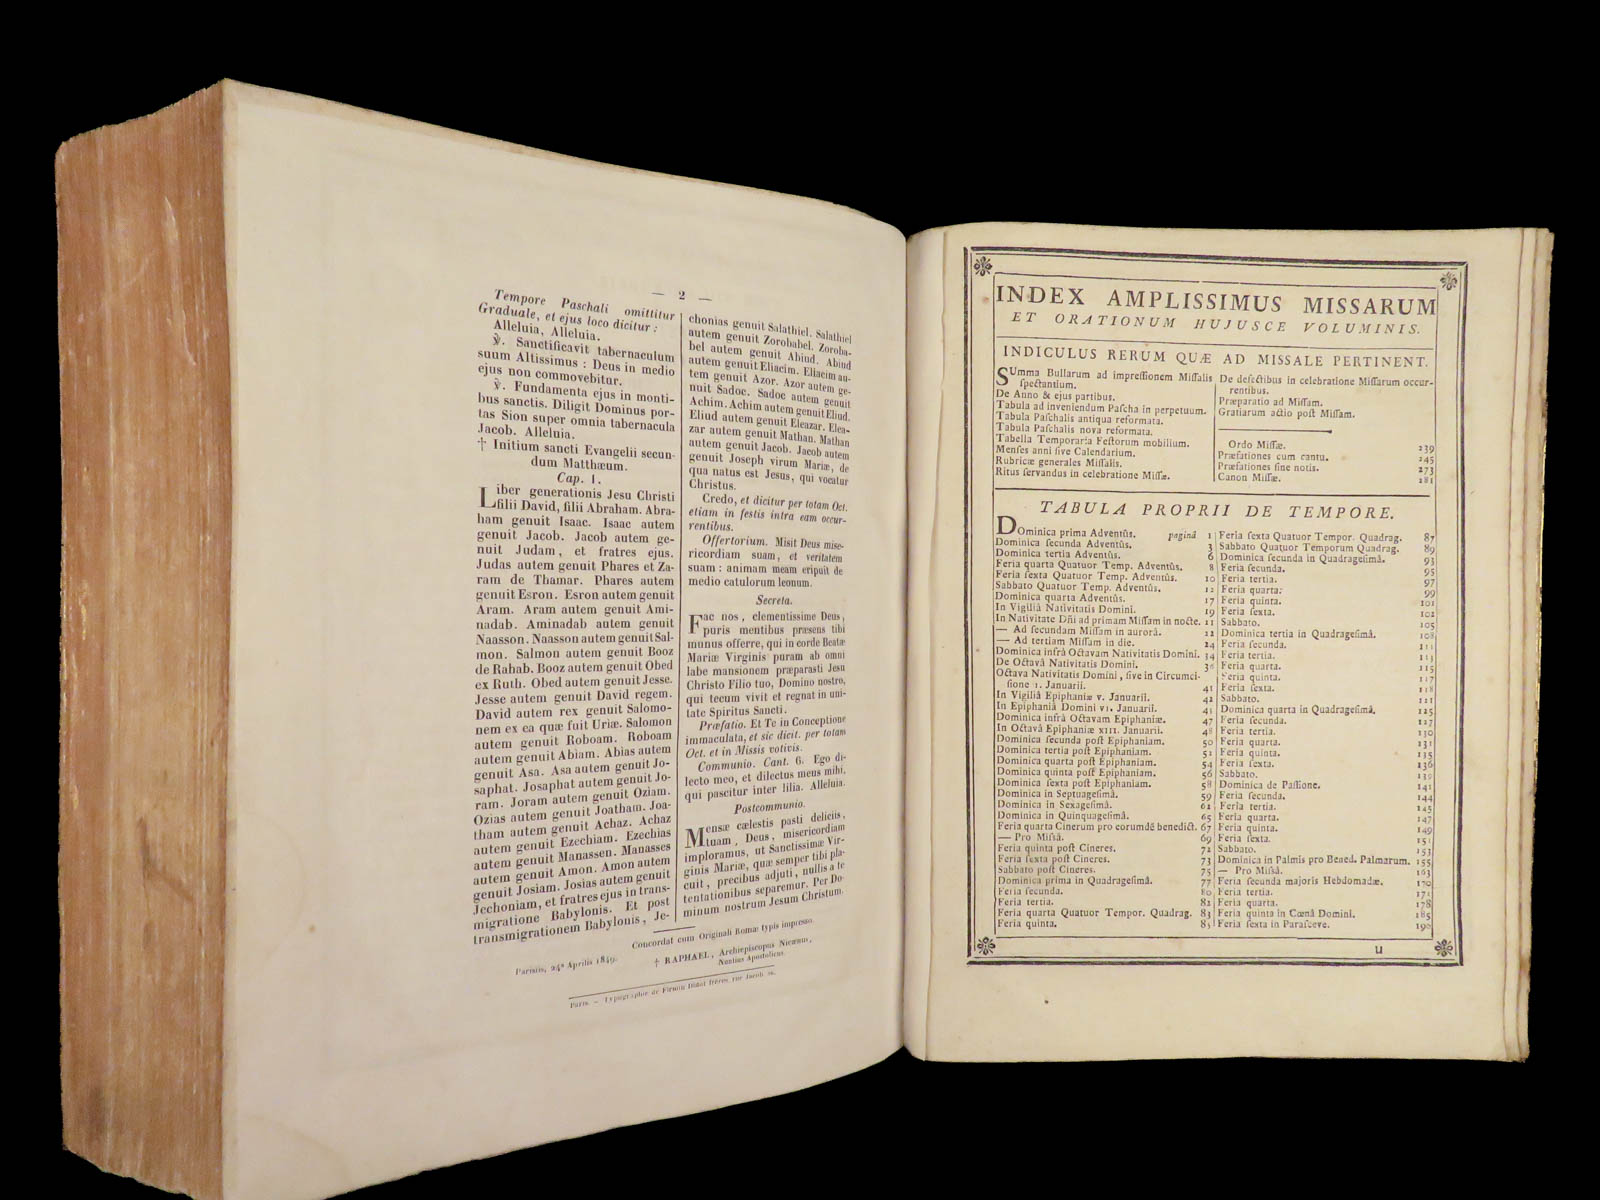 — 2 —
Tempore Paschali omittitur
Graduale, et ejus loco dicitur :
Alleluia, Alleluia.
℣. Sanctificavit tabernaculum
suum Altissimus : Deus in medio
ejus non commovebitur.
℣. Fundamenta ejus in monti-
bus sanctis. Diligit Dominus por-
tas Sion super omnia tabernacula
Jacob. Alleluia.
† Initium sancti Evangelii secun-
dum Matthæum.
Cap. I.
Liber generationis Jesu Christi
filii David, filii Abraham. Abra-
ham genuit Isaac. Isaac autem
genuit Jacob. Jacob autem ge-
nuit Judam, et fratres ejus.
Judas autem genuit Phares et Za-
ram de Thamar. Phares autem
genuit Esron. Esron autem genuit
Aram. Aram autem genuit Ami-
nadab. Aminadab autem genuit
Naasson. Naasson autem genuit Sal-
mon. Salmon autem genuit Booz
de Rahab. Booz autem genuit Obed
ex Ruth. Obed autem genuit Jesse.
Jesse autem genuit David regem.
David autem rex genuit Salomo-
nem ex ea quæ fuit Uriæ. Salomon
autem genuit Roboam. Roboam
autem genuit Abiam. Abias autem
genuit Asa. Asa autem genuit Jo-
saphat. Josaphat autem genuit Jo-
ram. Joram autem genuit Oziam.
Ozias autem genuit Joatham. Joa-
tham autem genuit Achaz. Achaz
autem genuit Ezechiam. Ezechias
autem genuit Manassen. Manasses
autem genuit Amon. Amon autem
genuit Josiam. Josias autem genuit
Jechoniam, et fratres ejus in trans-
migratione Babylonis. Et post
transmigrationem Babylonis, Je-
chonias genuit Salathiel. Salathiel
autem genuit Zorobabel. Zoroba-
bel autem genuit Abiud. Abiud
autem genuit Eliacim. Eliacim au-
tem genuit Azor. Azor autem ge-
nuit Sadoc. Sadoc autem genuit
Achim. Achim autem genuit Eliud.
Eliud autem genuit Eleazar. Elea-
zar autem genuit Mathan. Mathan
autem genuit Jacob. Jacob autem
genuit Joseph virum Mariæ, de
qua natus est Jesus, qui vocatur
Christus.
Credo, et dicitur per totam Oct.
etiam in festis intra eam occur-
rentibus.
Offertorium. Misit Deus mise-
ricordiam suam, et veritatem
suam : animam meam eripuit de
medio catulorum leonum.
Secreta.
Fac nos, clementissime Deus,
puris mentibus præsens tibi
munus offerre, qui in corde Beatæ
Mariæ Virginis puram ab omni
labe mansionem præparasti Jesu
Christo Filio tuo, Domino nostro,
qui tecum vivit et regnat in uni-
tate Spiritus Sancti.
Præfatio. Et Te in Conceptione
immaculata, et sic dicit. per totam
Oct. et in Missis votivis.
Communio. Cant. 6. Ego di-
lecto meo, et dilectus meus mihi,
qui pascitur inter lilia. Alleluia.
Postcommunio.
Mensæ cælestis pasti deliciis,
tuam, Deus, misericordiam
imploramus, ut Sanctissimæ Vir-
ginis Mariæ, quæ semper tibi pla-
cuit, precibus adjuti, nullis a te
tentationibus separemur. Per Do-
minum nostrum Jesum Christum.
Concordat cum Originali Romæ typis impresso.
Parisiis, 24ª Aprilis 1849.
† RAPHAEL, Archiepiscopus Nicænus,
Nuntius Apostolicus.
Paris. — Typographie de Firmin Didot frères, rue Jacob
INDEX AMPLISSIMUS MISSARUM
ET ORATIONUM HUJUSCE VOLUMINIS.
INDICULUS RERUM QUÆ AD MISSALE PERTINENT.
SUmma Bullarum ad impreſſionem Miſſalis
ſpectantium.
De Anno & ejus partibus.
Tabula ad inveniendum Paſcha in perpetuum.
Tabula Paſchalis antiqua reformata.
Tabula Paſchalis nova reformata.
Tabella Temporaria Feſtorum mobilium.
Menſes anni ſive Calendarium.
Rubricæ generales Miſſalis.
Ritus ſervandus in celebratione Miſſæ.
De defectibus in celebratione Miſſarum occur-
rentibus.
Præparatio ad Miſſam.
Gratiarum actio poſt Miſſam.
Ordo Miſſæ. 239
Præfationes cum cantu. 245
Præfationes ſine notis. 273
Canon Miſſæ. 281
TABULA PROPRII DE TEMPORE.
DOminica prima Adventûs. paginâ 1
Dominica ſecunda Adventûs. 3
Dominica tertia Adventûs. 6
Feria quarta Quatuor Temp. Adventûs. 8
Feria ſexta Quatuor Temp. Adventûs. 10
Sabbato Quatuor Temp. Adventûs. 12
Dominica quarta Adventûs. 17
In Vigiliâ Nativitatis Domini. 19
In Nativitate Dñi ad primam Miſſam in nocte. 21
— Ad ſecundam Miſſam in aurorâ. 22
— Ad tertiam Miſſam in die. 24
Dominica infrà Octavam Nativitatis Domini. 34
De Octavâ Nativitatis Domini.
Octava Nativitatis Domini, ſive in Circumci-
ſione 1. Januarii. 41
In Vigiliâ Epiphaniæ v. Januarii. 42
In Epiphaniâ Domini VI. Januarii. 43
Dominica infrà Octavam Epiphaniæ. 47
In Octavâ Epiphaniæ XIII. Januarii. 48
Dominica ſecunda poſt Epiphaniam. 50
Dominica tertia poſt Epiphaniam. 52
Dominica quarta poſt Epiphaniam. 54
Dominica quinta poſt Epiphaniam. 56
Dominica ſexta poſt Epiphaniam. 58
Dominica in Septuageſimâ. 59
Dominica in Sexageſimâ. 62
Dominica in Quinquageſimâ. 65
Feria quarta Cinerum pro eorumdẽ benedict. 67
— Pro Miſsâ. 69
Feria quinta poſt Cineres. 72
Feria ſexta poſt Cineres. 73
Sabbato poſt Cineres. 75
Dominica prima in Quadrageſimâ. 77
Feria ſecunda. 80
Feria tertia. 82
Feria quarta Quatuor Tempor. Quadrag. 83
Feria quinta. 85
Feria ſexta Quatuor Tempor. Quadrag. 87
Sabbato Quatuor Temporum Quadrag. 89
Dominica ſecunda in Quadrageſimâ. 93
Feria ſecunda. 95
Feria tertia. 97
Feria quarta. 99
Feria quinta. 101
Feria ſexta. 102
Sabbato. 105
Dominica tertia in Quadrageſimâ. 108
Feria ſecunda. 111
Feria tertia. 113
Feria quarta. 115
Feria quinta. 117
Feria ſexta. 118
Sabbato. 121
Dominica quarta in Quadrageſimâ. 125
Feria ſecunda. 127
Feria tertia. 130
Feria quarta. 131
Feria quinta. 135
Feria ſexta. 136
Sabbato. 139
Dominica de Paſſione. 141
Feria ſecunda. 144
Feria tertia. 145
Feria quarta. 147
Feria quinta. 149
Feria ſexta. 151
Sabbato. 153
Dominica in Palmis pro Bened. Palmarum. 155
— Pro Miſsâ. 163
Feria ſecunda majoris Hebdomadæ. 170
Feria tertia. 172
Feria quarta. 178
Feria quinta in Cœnâ Domini. 185
Feria ſexta in Paraſceve. 190
u